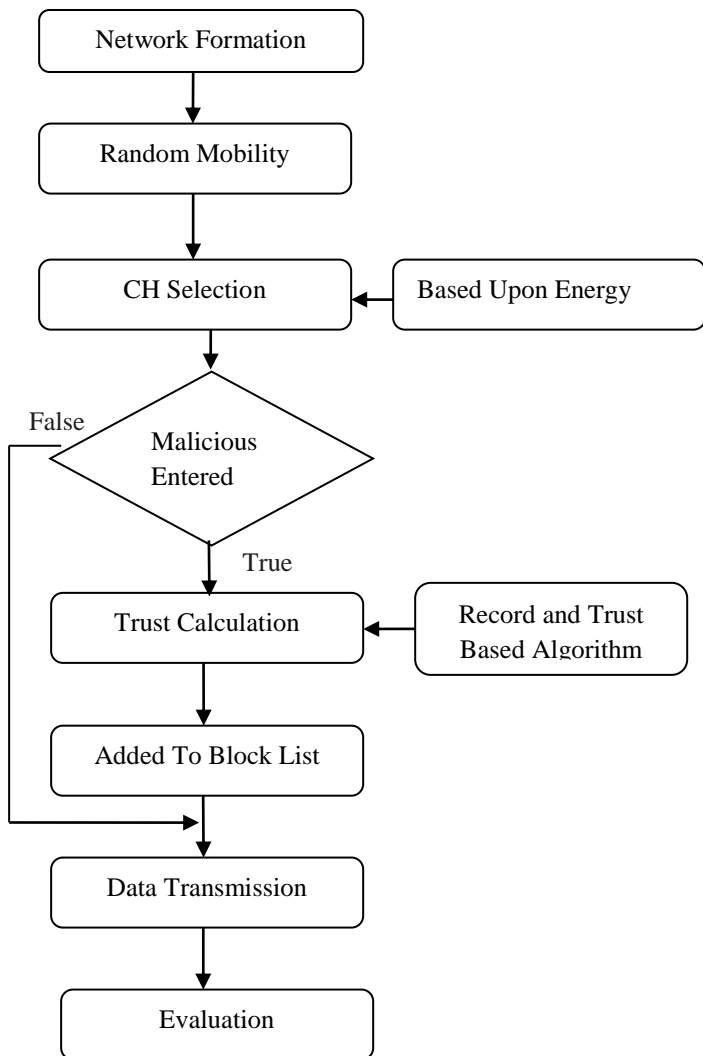 Network Formation
Random Mobility
CH Selection
Based Upon Energy
False
Malicious
Entered
True
Trust Calculation
Record and Trust
Based Algorithm
Added To Block List
Data Transmission
Evaluation